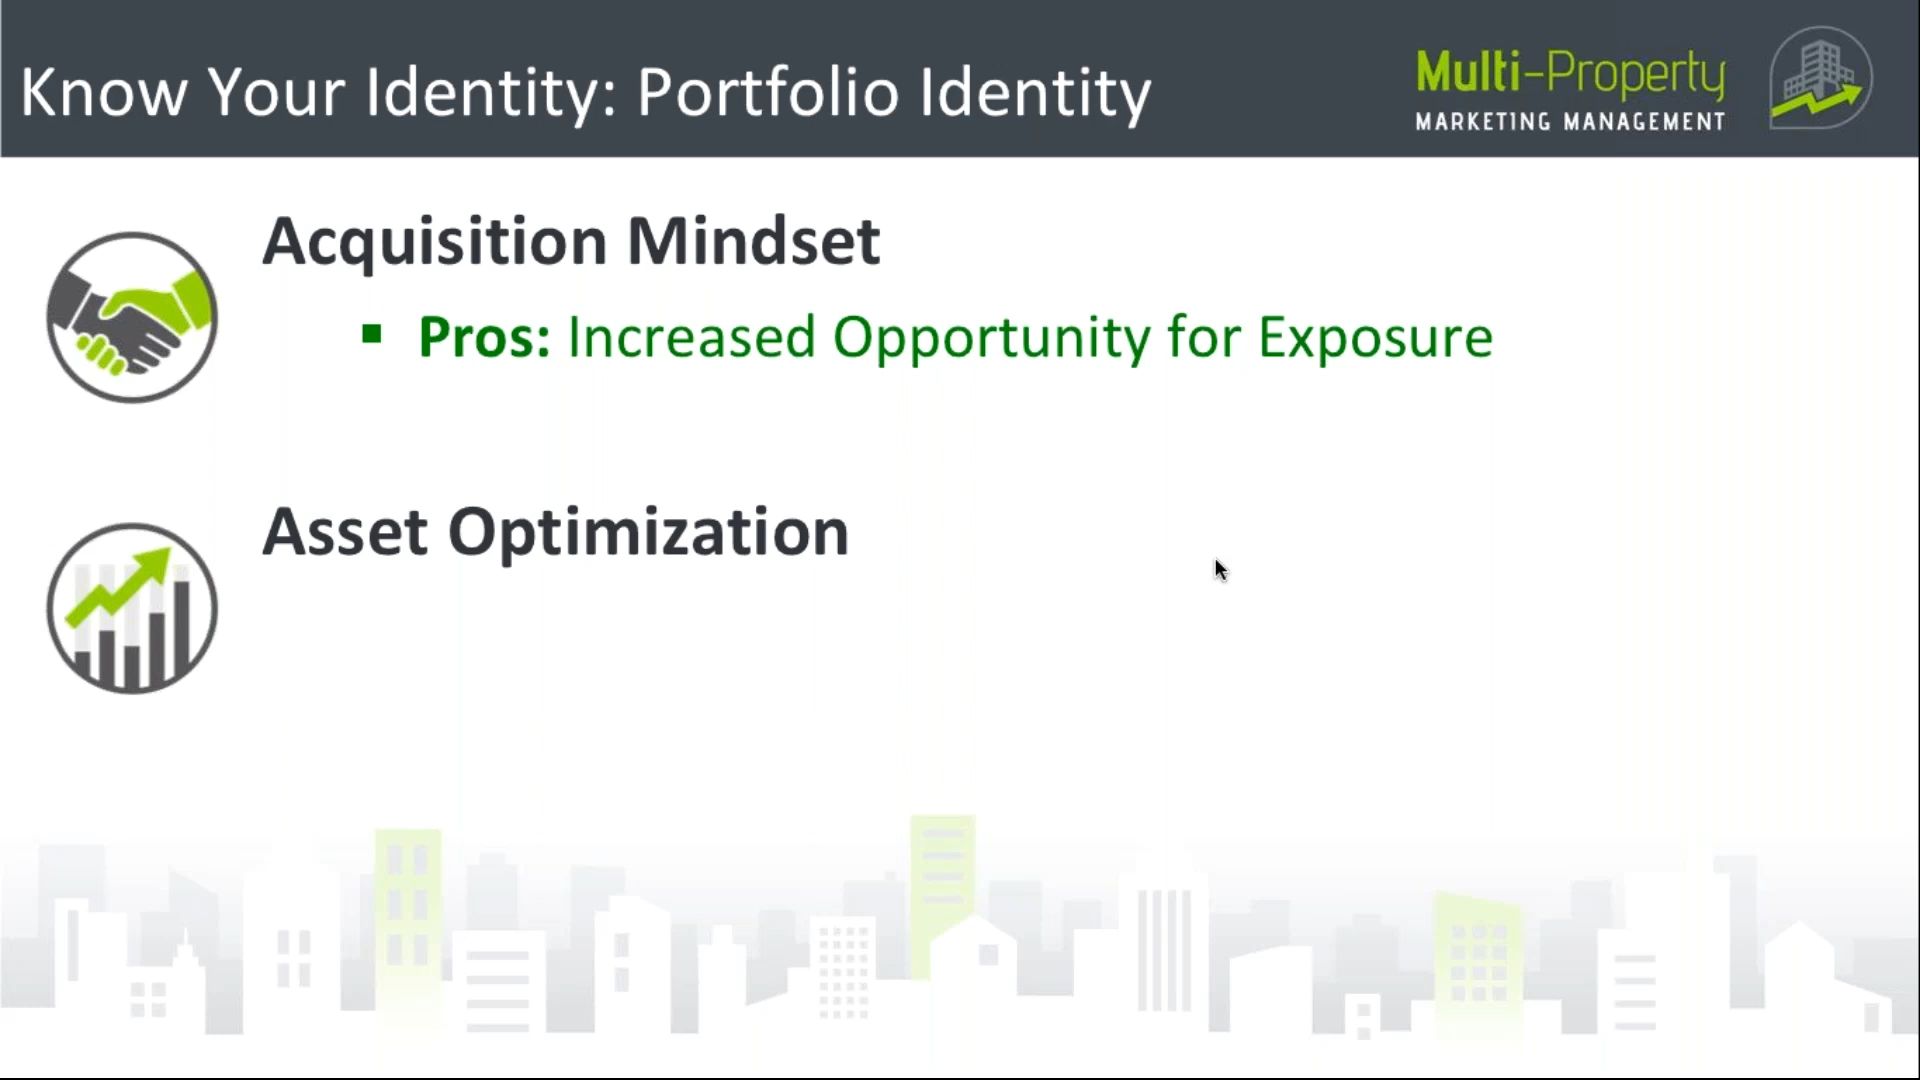 Know Your Identity: Portfolio Identity
Multi-Property
MARKETING MANAGEMENT
Acquisition Mindset
▪ Pros: Increased Opportunity for Exposure
Asset Optimization